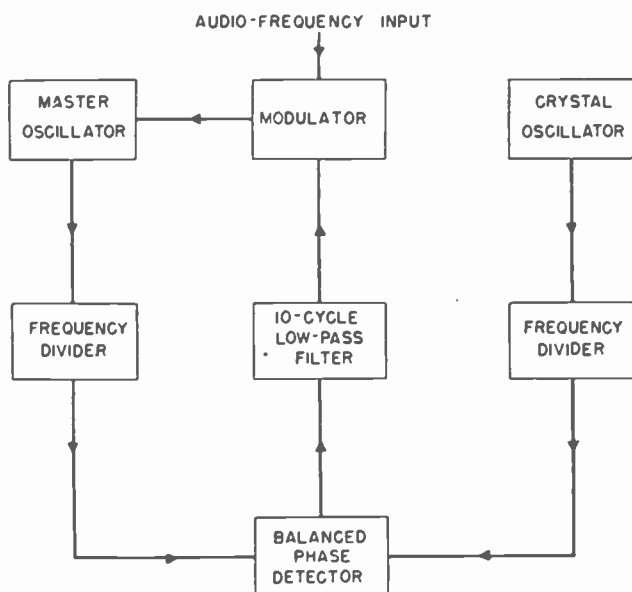 AUDIO-FREQUENCY INPUT
MASTER
OSCILLATOR
MODULATOR
CRYSTAL
OSCILLATOR
FREQUENCY
DIVIDER
10-CYCLE
LOW-PASS
FILTER
FREQUENCY
DIVIDER
BALANCED
PHASE
DETECTOR